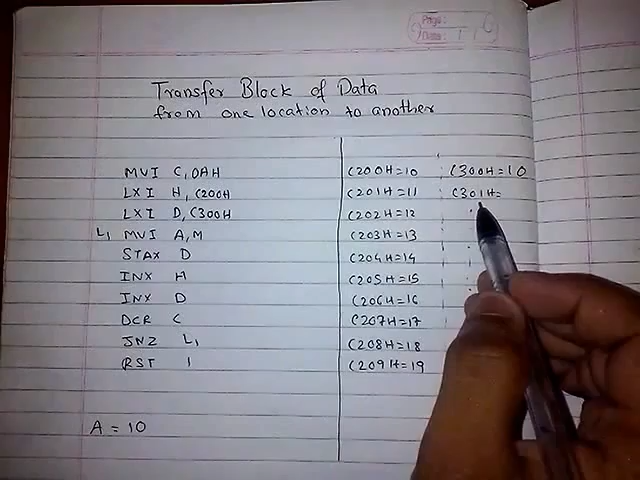 Page:
Date: / /
Transfer Block of Data
from one location to another
MVI C,0AH
LXI H,C200H
LXI D,C300H
L1 MVI A,M
STAX D
INX H
INX D
DCR C
JNZ L1
RST 1
A = 10
C200H=10
C201H=11
C202H=12
C203H=13
C204H=14
C205H=15
C206H=16
C207H=17
C208H=18
C209H=19
C300H=10
C301H=